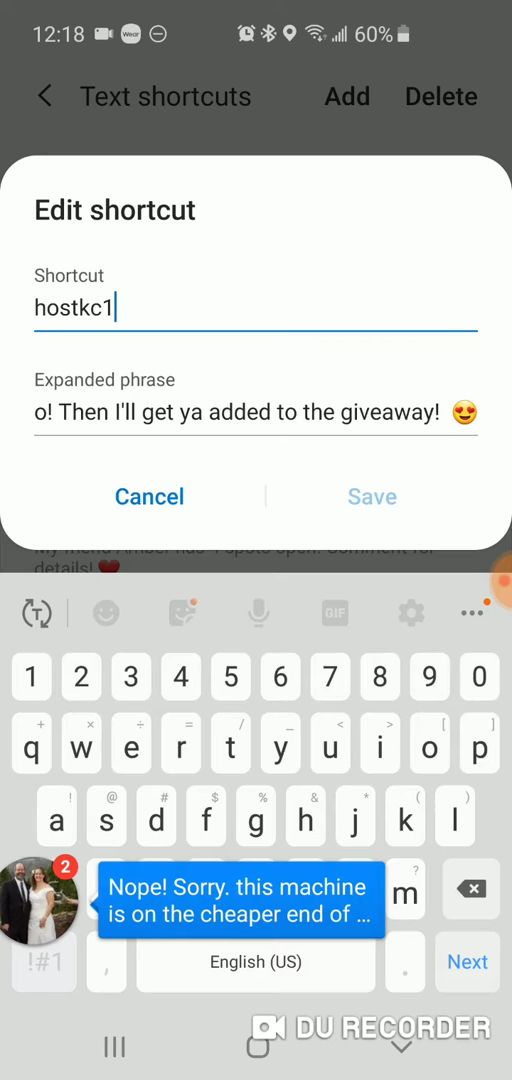 12:18 Wear 60%
Text shortcuts Add Delete
Edit shortcut
Shortcut
hostkc1
Expanded phrase
o! Then I'll get ya added to the giveaway! 😍
Cancel Save
details! ❤
T GIF
1 2 3 4 5 6 7 8 9 0
+ × ÷ = / _ < > [ ]
q w e r t y u i o p
! @ # $ % & * ( )
a s d f g h j k l
2
?
Nope! Sorry. this machine
is on the cheaper end of ...
m
!#1 , English (US) . Next
DU RECORDER